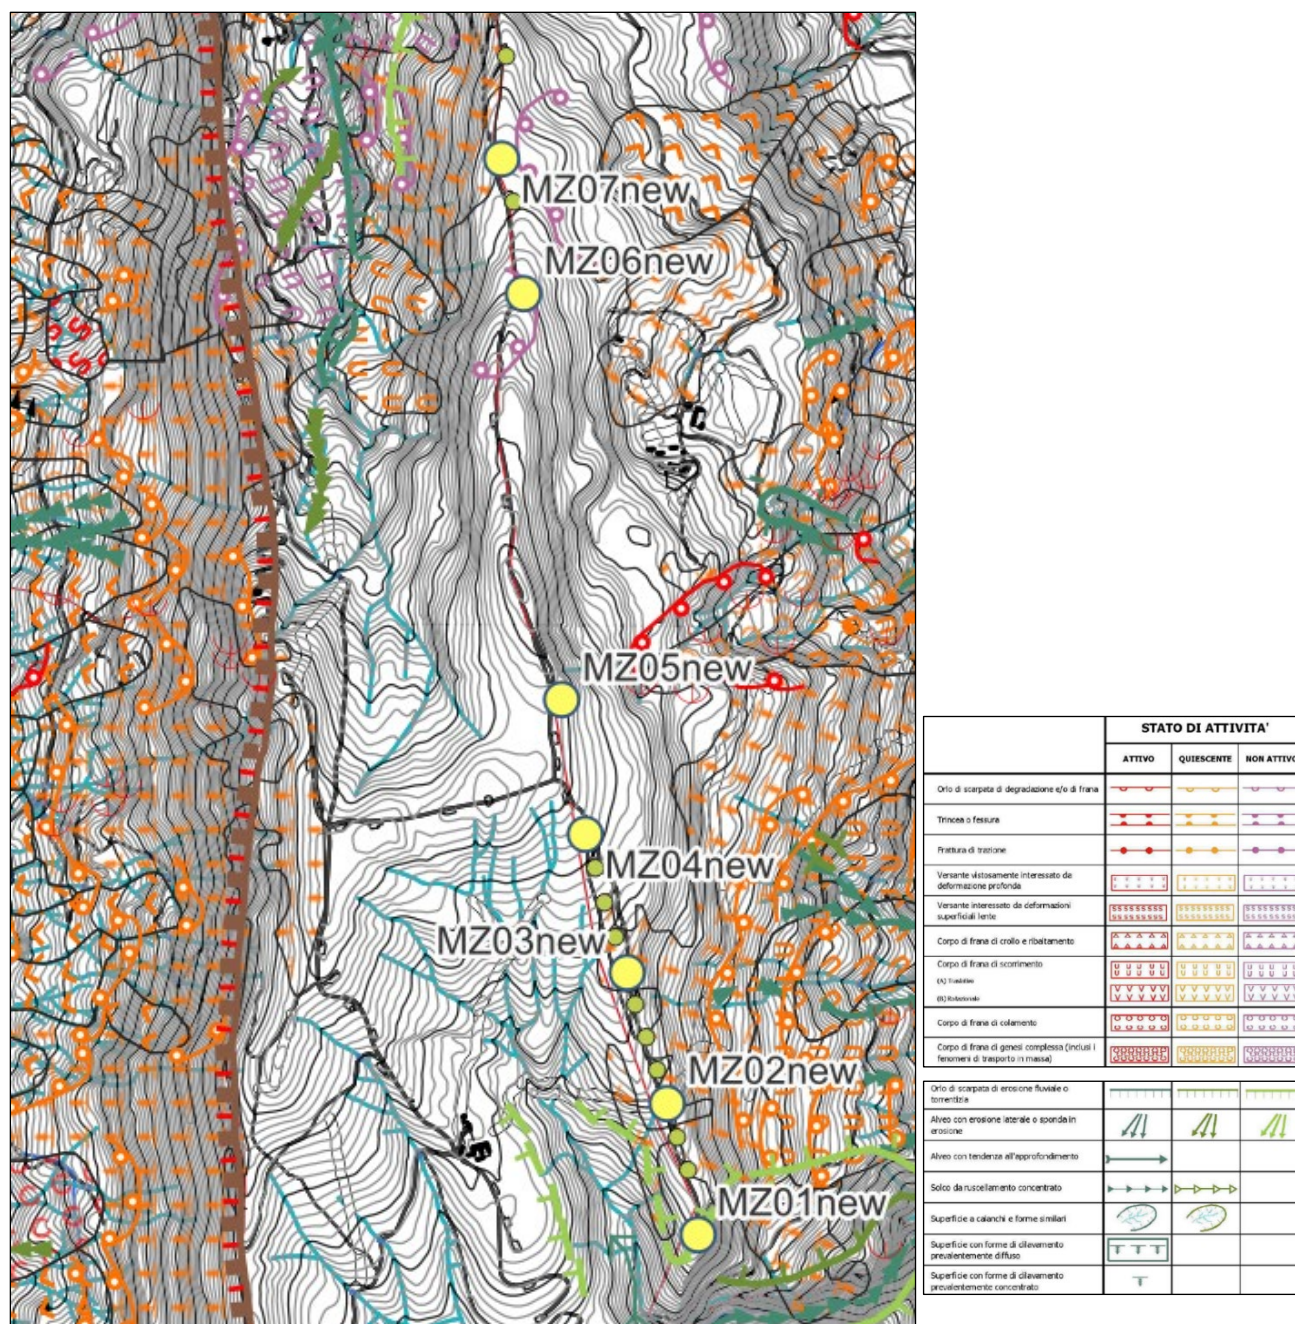 MZ07new
MZ06new
MZ05new
MZ04new
MZ03new
MZ02new
MZ01new
STATO DI ATTIVITA'
ATTIVO QUIESCENTE NON ATTIVO
Orlo di scarpata di degradazione e/o di frana
Trincea o fessura
Frattura di trazione
Versante vistosamente interessato da
deformazione profonda
Versante interessato da deformazioni
superficiali lente
Corpo di frana di crollo e ribaltamento
Corpo di frana di scorrimento
(A) Traslativo
(B) Rotazionale
Corpo di frana di colamento
Corpo di frana di genesi complessa (inclusi i
fenomeni di trasporto in massa)
Orlo di scarpata di erosione fluviale o
torrentizia
Alveo con erosione laterale o sponda in
erosione
Alveo con tendenza all'approfondimento
Solco da ruscellamento concentrato
Superficie a calanchi e forme similari
Superficie con forme di dilavamento
prevalentemente diffuso
Superficie con forme di dilavamento
prevalentemente concentrato